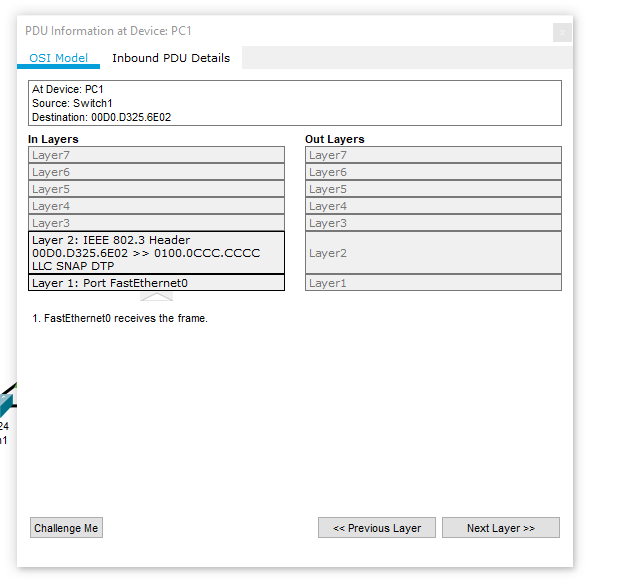 PDU Information at Device: PC1
x
OSI Model Inbound PDU Details
At Device: PC1
Source: Switch1
Destination: 00D0.D325.6E02
In Layers Out Layers
Layer7 Layer7
Layer6 Layer6
Layer5 Layer5
Layer4 Layer4
Layer3 Layer3
Layer 2: IEEE 802.3 Header
00D0.D325.6E02 >> 0100.0CCC.CCCC Layer2
LLC SNAP DTP
Layer 1: Port FastEthernet0 Layer1
1. FastEthernet0 receives the frame.
24
1
Challenge Me << Previous Layer Next Layer >>